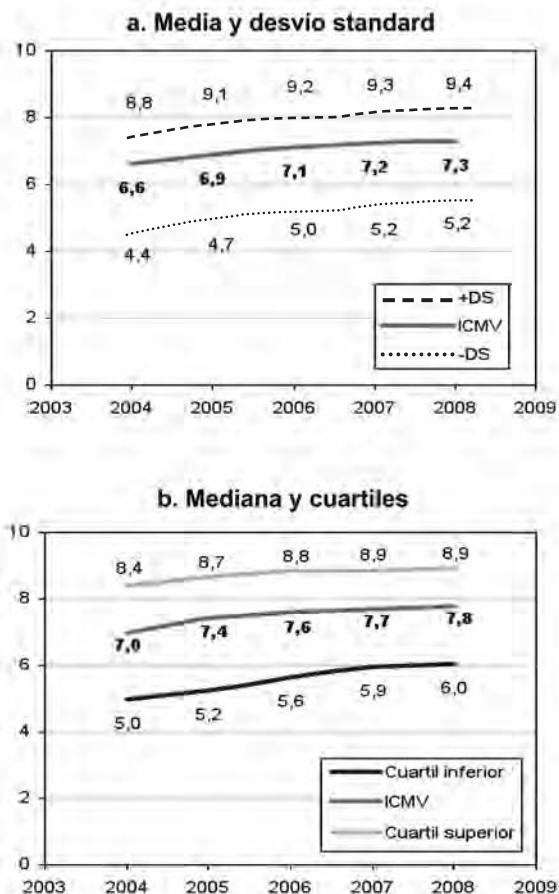 a. Media y desvío standard
10
8,8 9,1 9,2 9,3 9,4
8
6,6 6,9 7,1 7,2 7,3
6
4,4 4,7 5,0 5,2 5,2
4
+DS
2
ICMV
-DS
0
2003 2004 2005 2006 2007 2008 2009
b. Mediana y cuartiles
10
8,4 8,7 8,8 8,9 8,9
8
7,0 7,4 7,6 7,7 7,8
6
5,0 5,2 5,6 5,9 6,0
4
Cuartil inferior
2
ICMV
Cuartil superior
0
2003 2004 2005 2006 2007 2008 2009